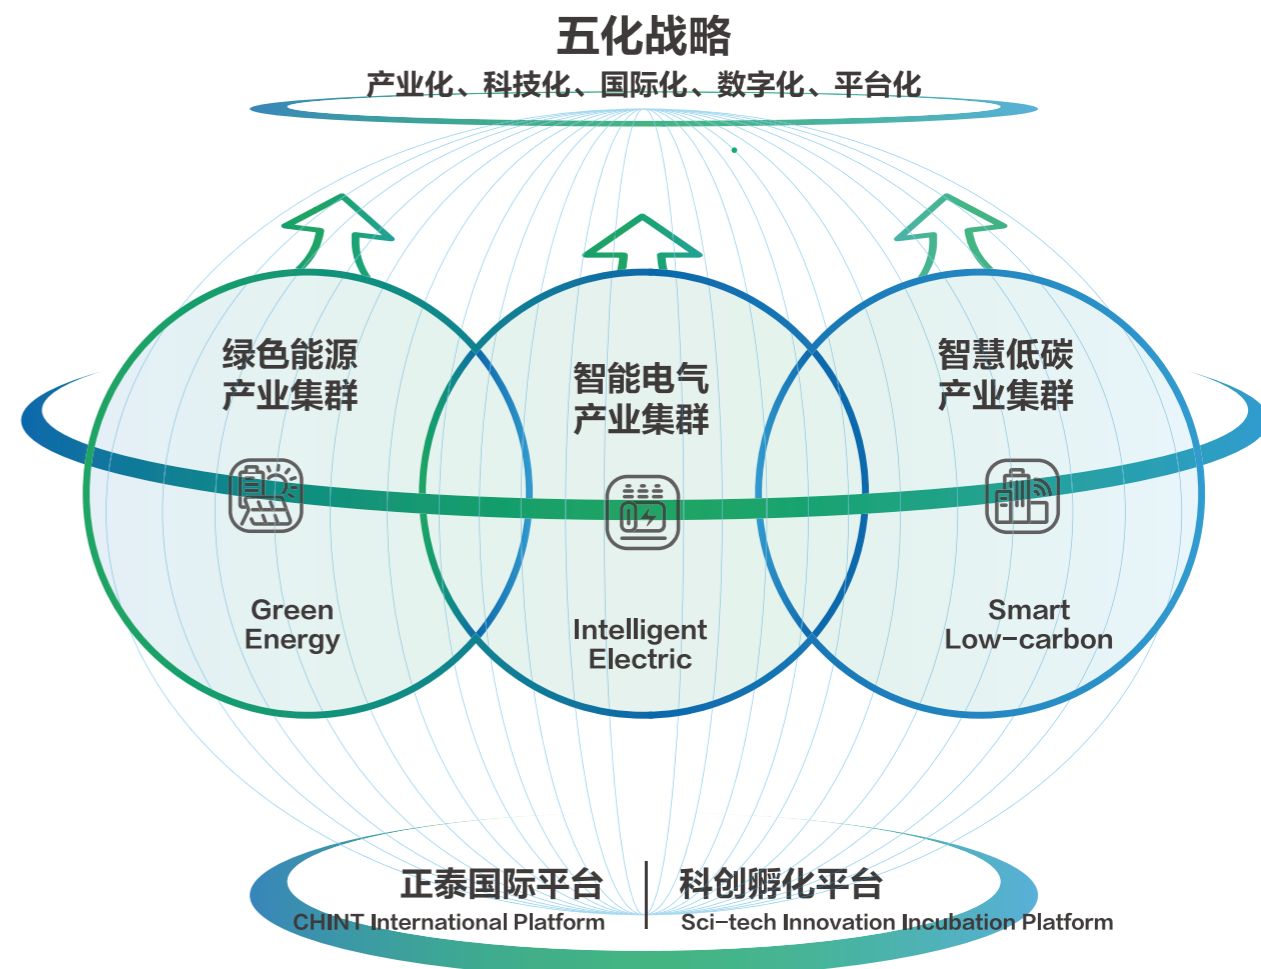 五化战略
产业化、科技化、国际化、数字化、平台化
绿色能源
产业集群
智能电气
产业集群
智慧低碳
产业集群
Green
Energy
Intelligent
Electric
Smart
Low-carbon
正泰国际平台
CHINT International Platform
科创孵化平台
Sci-tech Innovation Incubation Platform